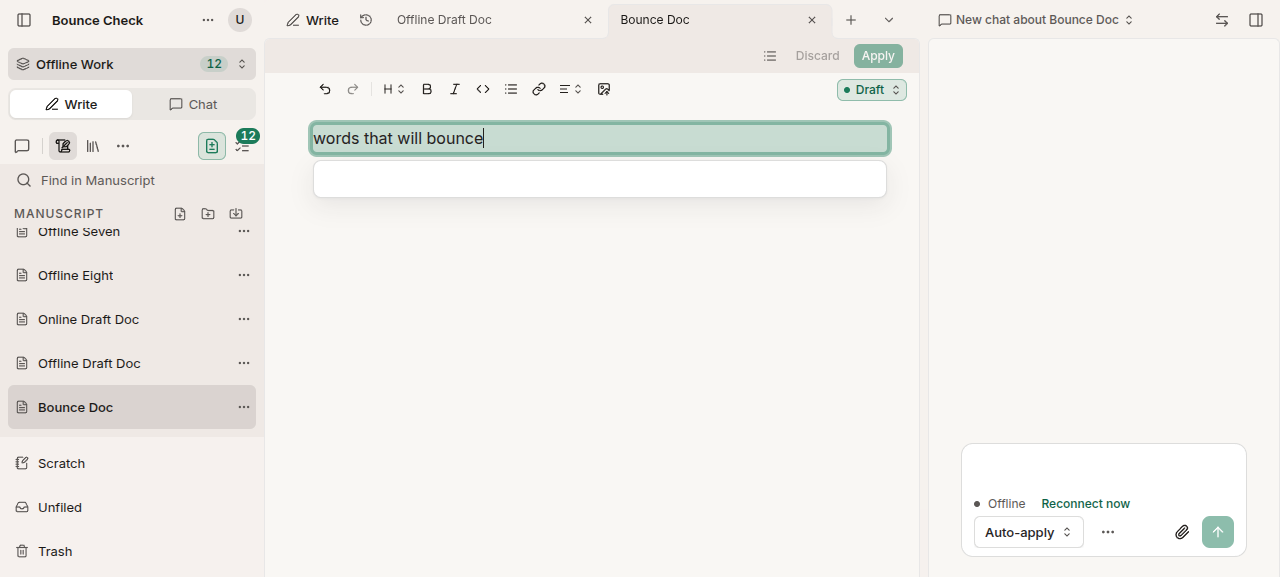 Bounce Check
U
Write
Offline Draft Doc
Bounce Doc
New chat about Bounce Doc
Offline Work
12
Discard
Apply
Write
Chat
Draft
12
words that will bounce
Find in Manuscript
MANUSCRIPT
Offline Seven
Offline Eight
Online Draft Doc
Offline Draft Doc
Bounce Doc
Scratch
Unfiled
Trash
Offline
Reconnect now
Auto-apply